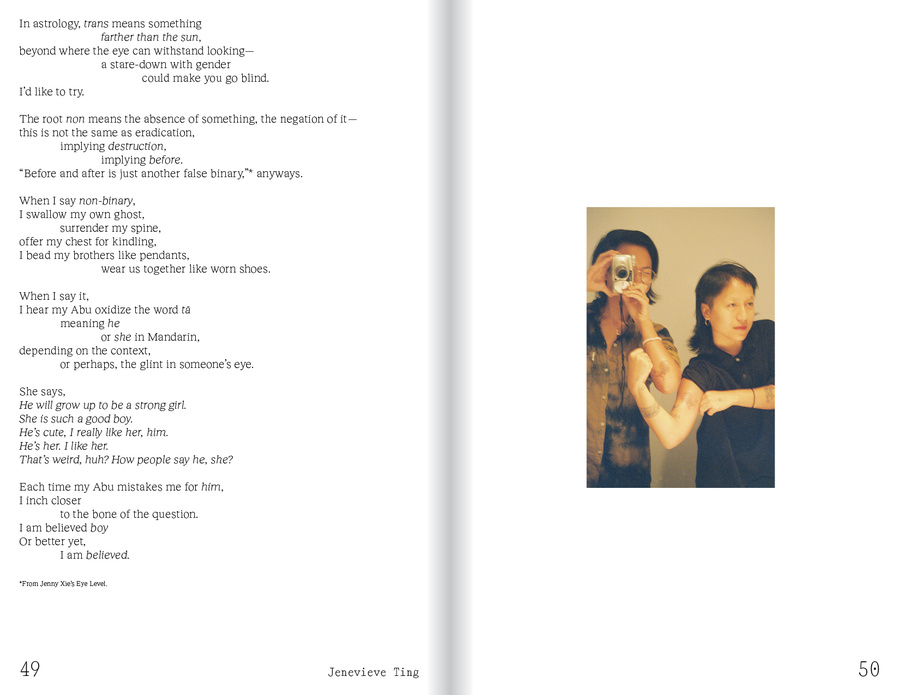 In astrology, trans means something
farther than the sun,
beyond where the eye can withstand looking—
a stare-down with gender
could make you go blind.
I'd like to try.
The root non means the absence of something, the negation of it—
this is not the same as eradication,
implying destruction,
implying before.
“Before and after is just another false binary,”* anyways.
When I say non-binary,
I swallow my own ghost,
surrender my spine,
offer my chest for kindling,
I bead my brothers like pendants,
wear us together like worn shoes.
When I say it,
I hear my Abu oxidize the word tā
meaning he
or she in Mandarin,
depending on the context,
or perhaps, the glint in someone's eye.
She says,
He will grow up to be a strong girl.
She is such a good boy.
He's cute, I really like her, him.
He's her. I like her.
That's weird, huh? How people say he, she?
Each time my Abu mistakes me for him,
I inch closer
to the bone of the question.
I am believed boy
Or better yet,
I am believed.
*From Jenny Xie's Eye Level.
49
Jenevieve Ting
50